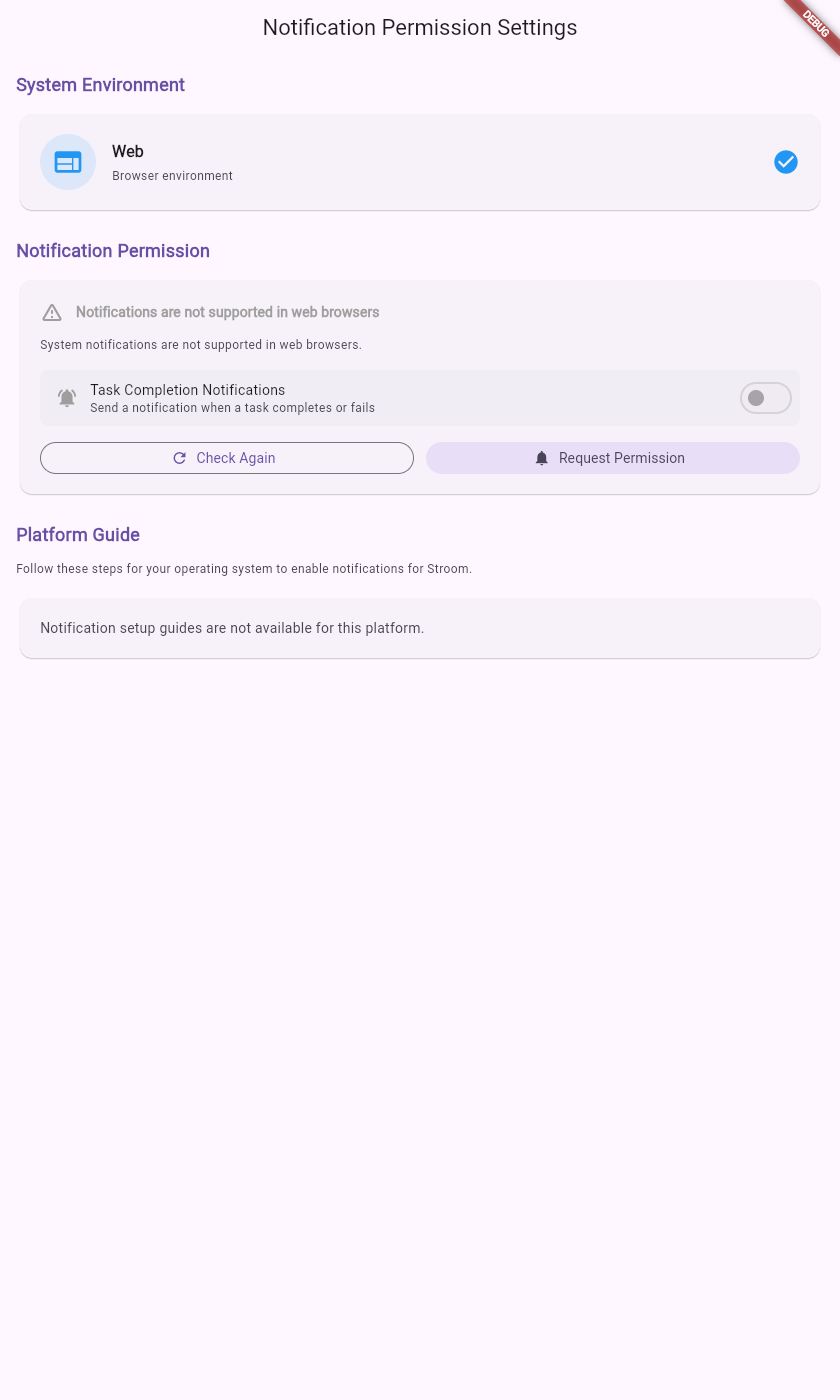 Notification Permission Settings
DEBUG
System Environment
Web
Browser environment
Notification Permission
Notifications are not supported in web browsers
System notifications are not supported in web browsers.
Task Completion Notifications
Send a notification when a task completes or fails
Check Again
Request Permission
Platform Guide
Follow these steps for your operating system to enable notifications for Stroom.
Notification setup guides are not available for this platform.